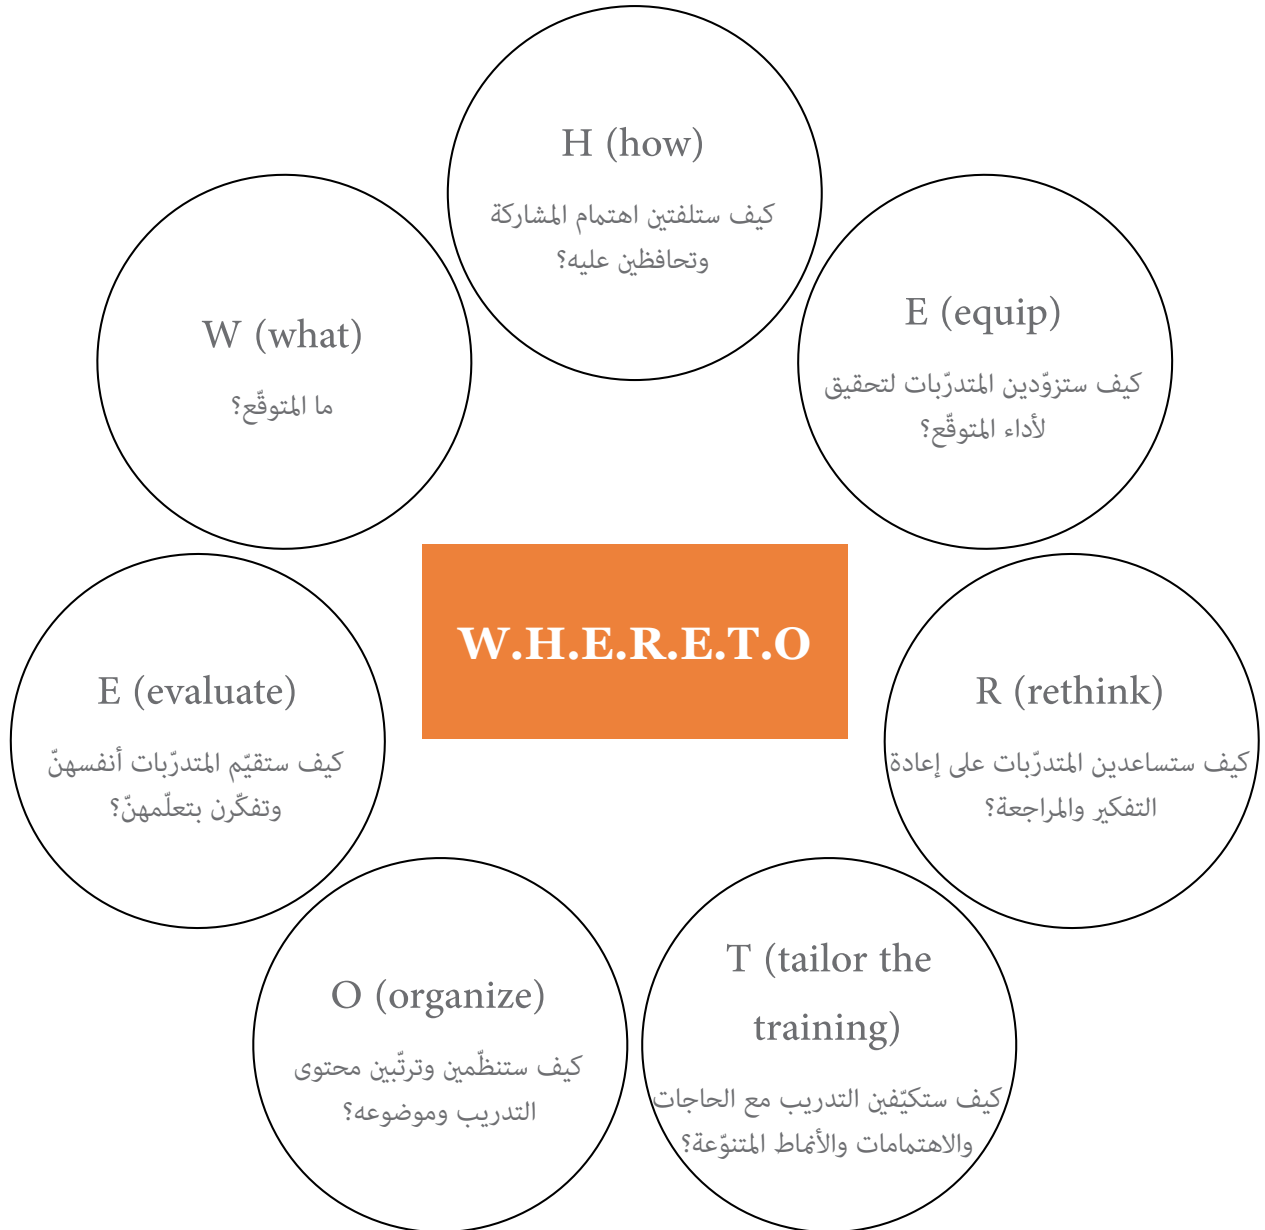 H (how)
كيف ستلفتين اهتمام المشاركة
وتحافظين عليه؟
W (what)
ما المتوقّع؟
E (equip)
كيف ستزوّدين المتدرّبات لتحقيق
لأداء المتوقّع؟
W.H.E.R.E.T.O
E (evaluate)
كيف ستقيّم المتدرّبات أنفسهنّ
وتفكّرن بتعلّمهنّ؟
R (rethink)
كيف ستساعدين المتدرّبات على إعادة
التفكير والمراجعة؟
O (organize)
كيف ستنظّمين وترتّبين محتوى
التدريب وموضوعه؟
T (tailor the
training)
كيف ستكيّفين التدريب مع الحاجات
والاهتمامات والأنماط المتنوّعة؟